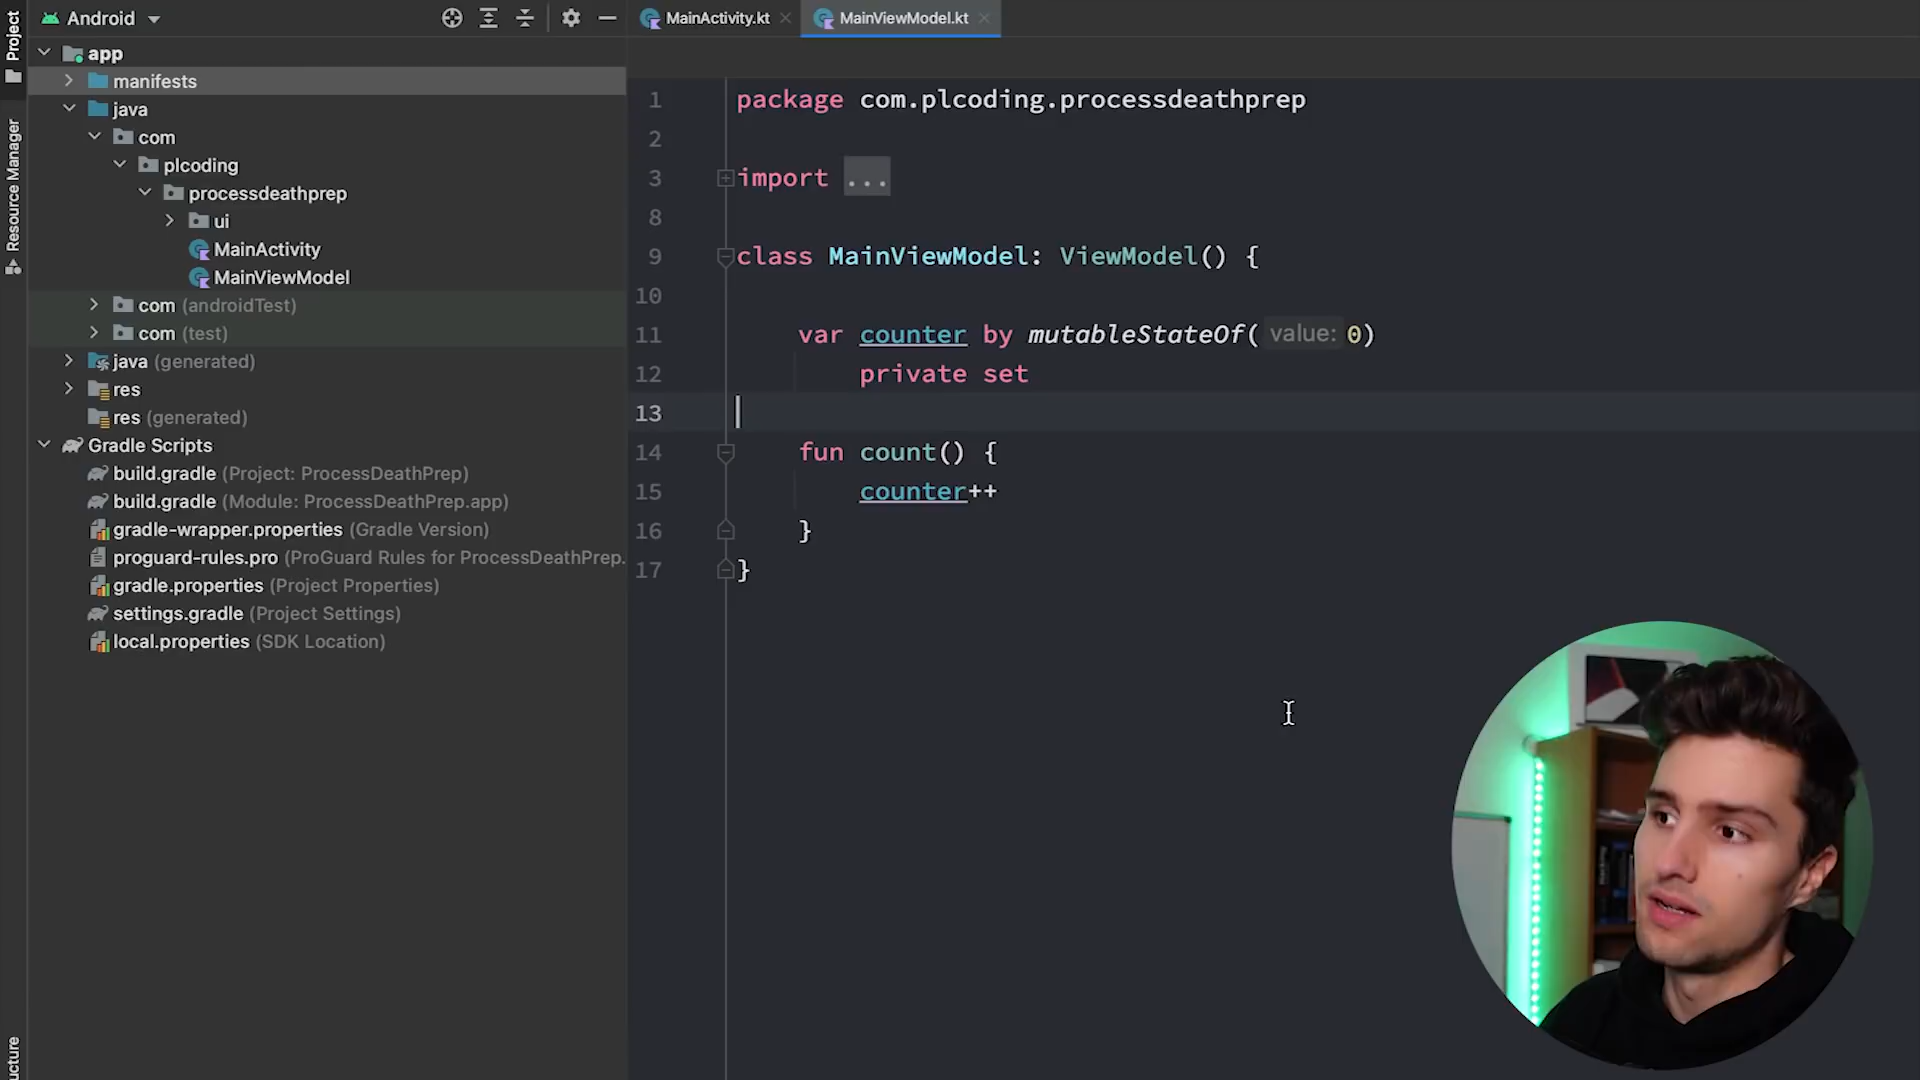 Project
Resource Manager
ucture
Android
app
manifests
java
com
plcoding
processdeathprep
ui
MainActivity
MainViewModel
com (androidTest)
com (test)
java (generated)
res
res (generated)
Gradle Scripts
build.gradle (Project: ProcessDeathPrep)
build.gradle (Module: ProcessDeathPrep.app)
gradle-wrapper.properties (Gradle Version)
proguard-rules.pro (ProGuard Rules for ProcessDeathPrep.
gradle.properties (Project Properties)
settings.gradle (Project Settings)
local.properties (SDK Location)
MainActivity.kt
MainViewModel.kt
1 package com.plcoding.processdeathprep
2
3 import ...
8
9 class MainViewModel: ViewModel() {
10
11 var counter by mutableStateOf( value: 0)
12 private set
13
14 fun count() {
15 counter++
16 }
17 }